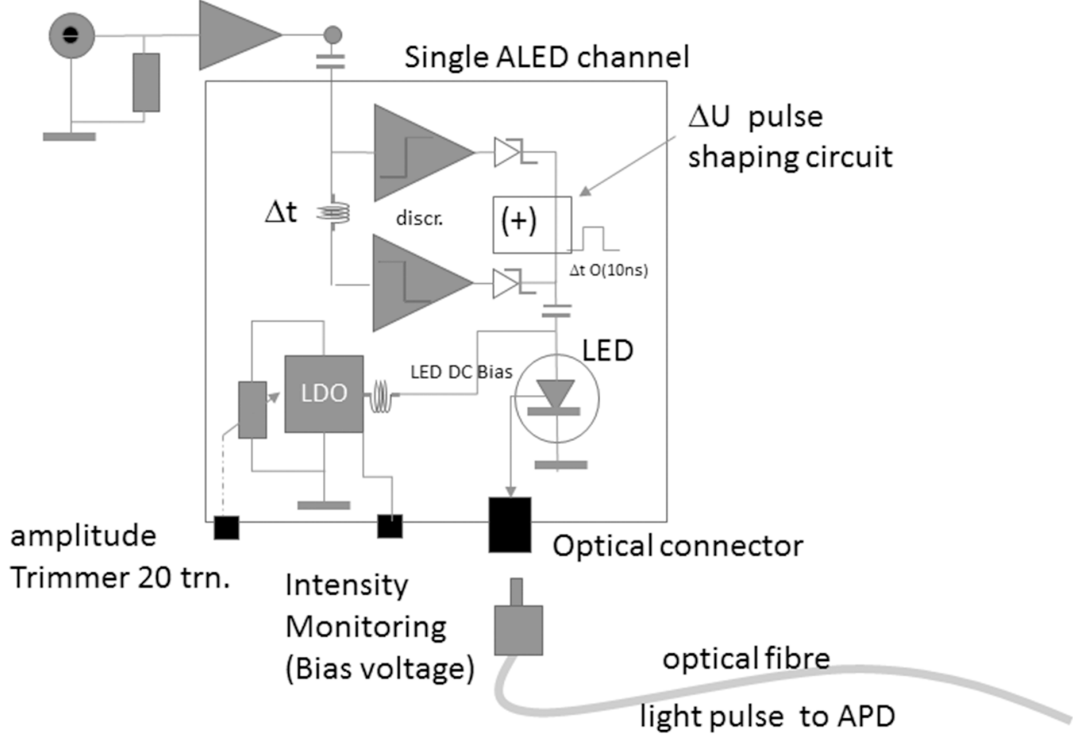 Single ALED channel
ΔU pulse
shaping circuit
Δt
discr.
(+)
Δt O(10ns)
LED
LED DC Bias
LDO
amplitude
Trimmer 20 trn.
Optical connector
Intensity
Monitoring
(Bias voltage)
optical fibre
light pulse to APD